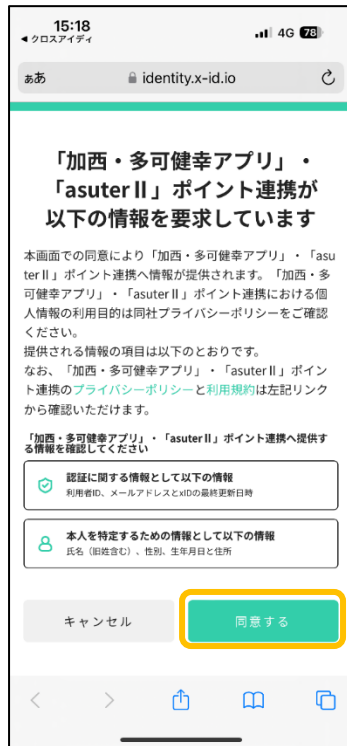 15:18
4G 78
◀ クロスアイディ
ぁあ identity.x-id.io
「加西・多可健幸アプリ」・
「asuterⅡ」ポイント連携が
以下の情報を要求しています
本画面での同意により「加西・多可健幸アプリ」・「asu
terⅡ」ポイント連携へ情報が提供されます。「加西・多
可健幸アプリ」・「asuterⅡ」ポイント連携における個
人情報の利用目的は同社プライバシーポリシーをご確認
ください。
提供される情報の項目は以下のとおりです。
なお、「加西・多可健幸アプリ」・「asuterⅡ」ポイン
ト連携のプライバシーポリシーと利用規約は左記リンク
から確認いただけます。
「加西・多可健幸アプリ」・「asuterⅡ」ポイント連携へ提供す
る情報を確認してください
認証に関する情報として以下の情報
利用者ID、メールアドレスとxIDの最終更新日時
本人を特定するための情報として以下の情報
氏名（旧姓含む）、性別、生年月日と住所
キャンセル 同意する